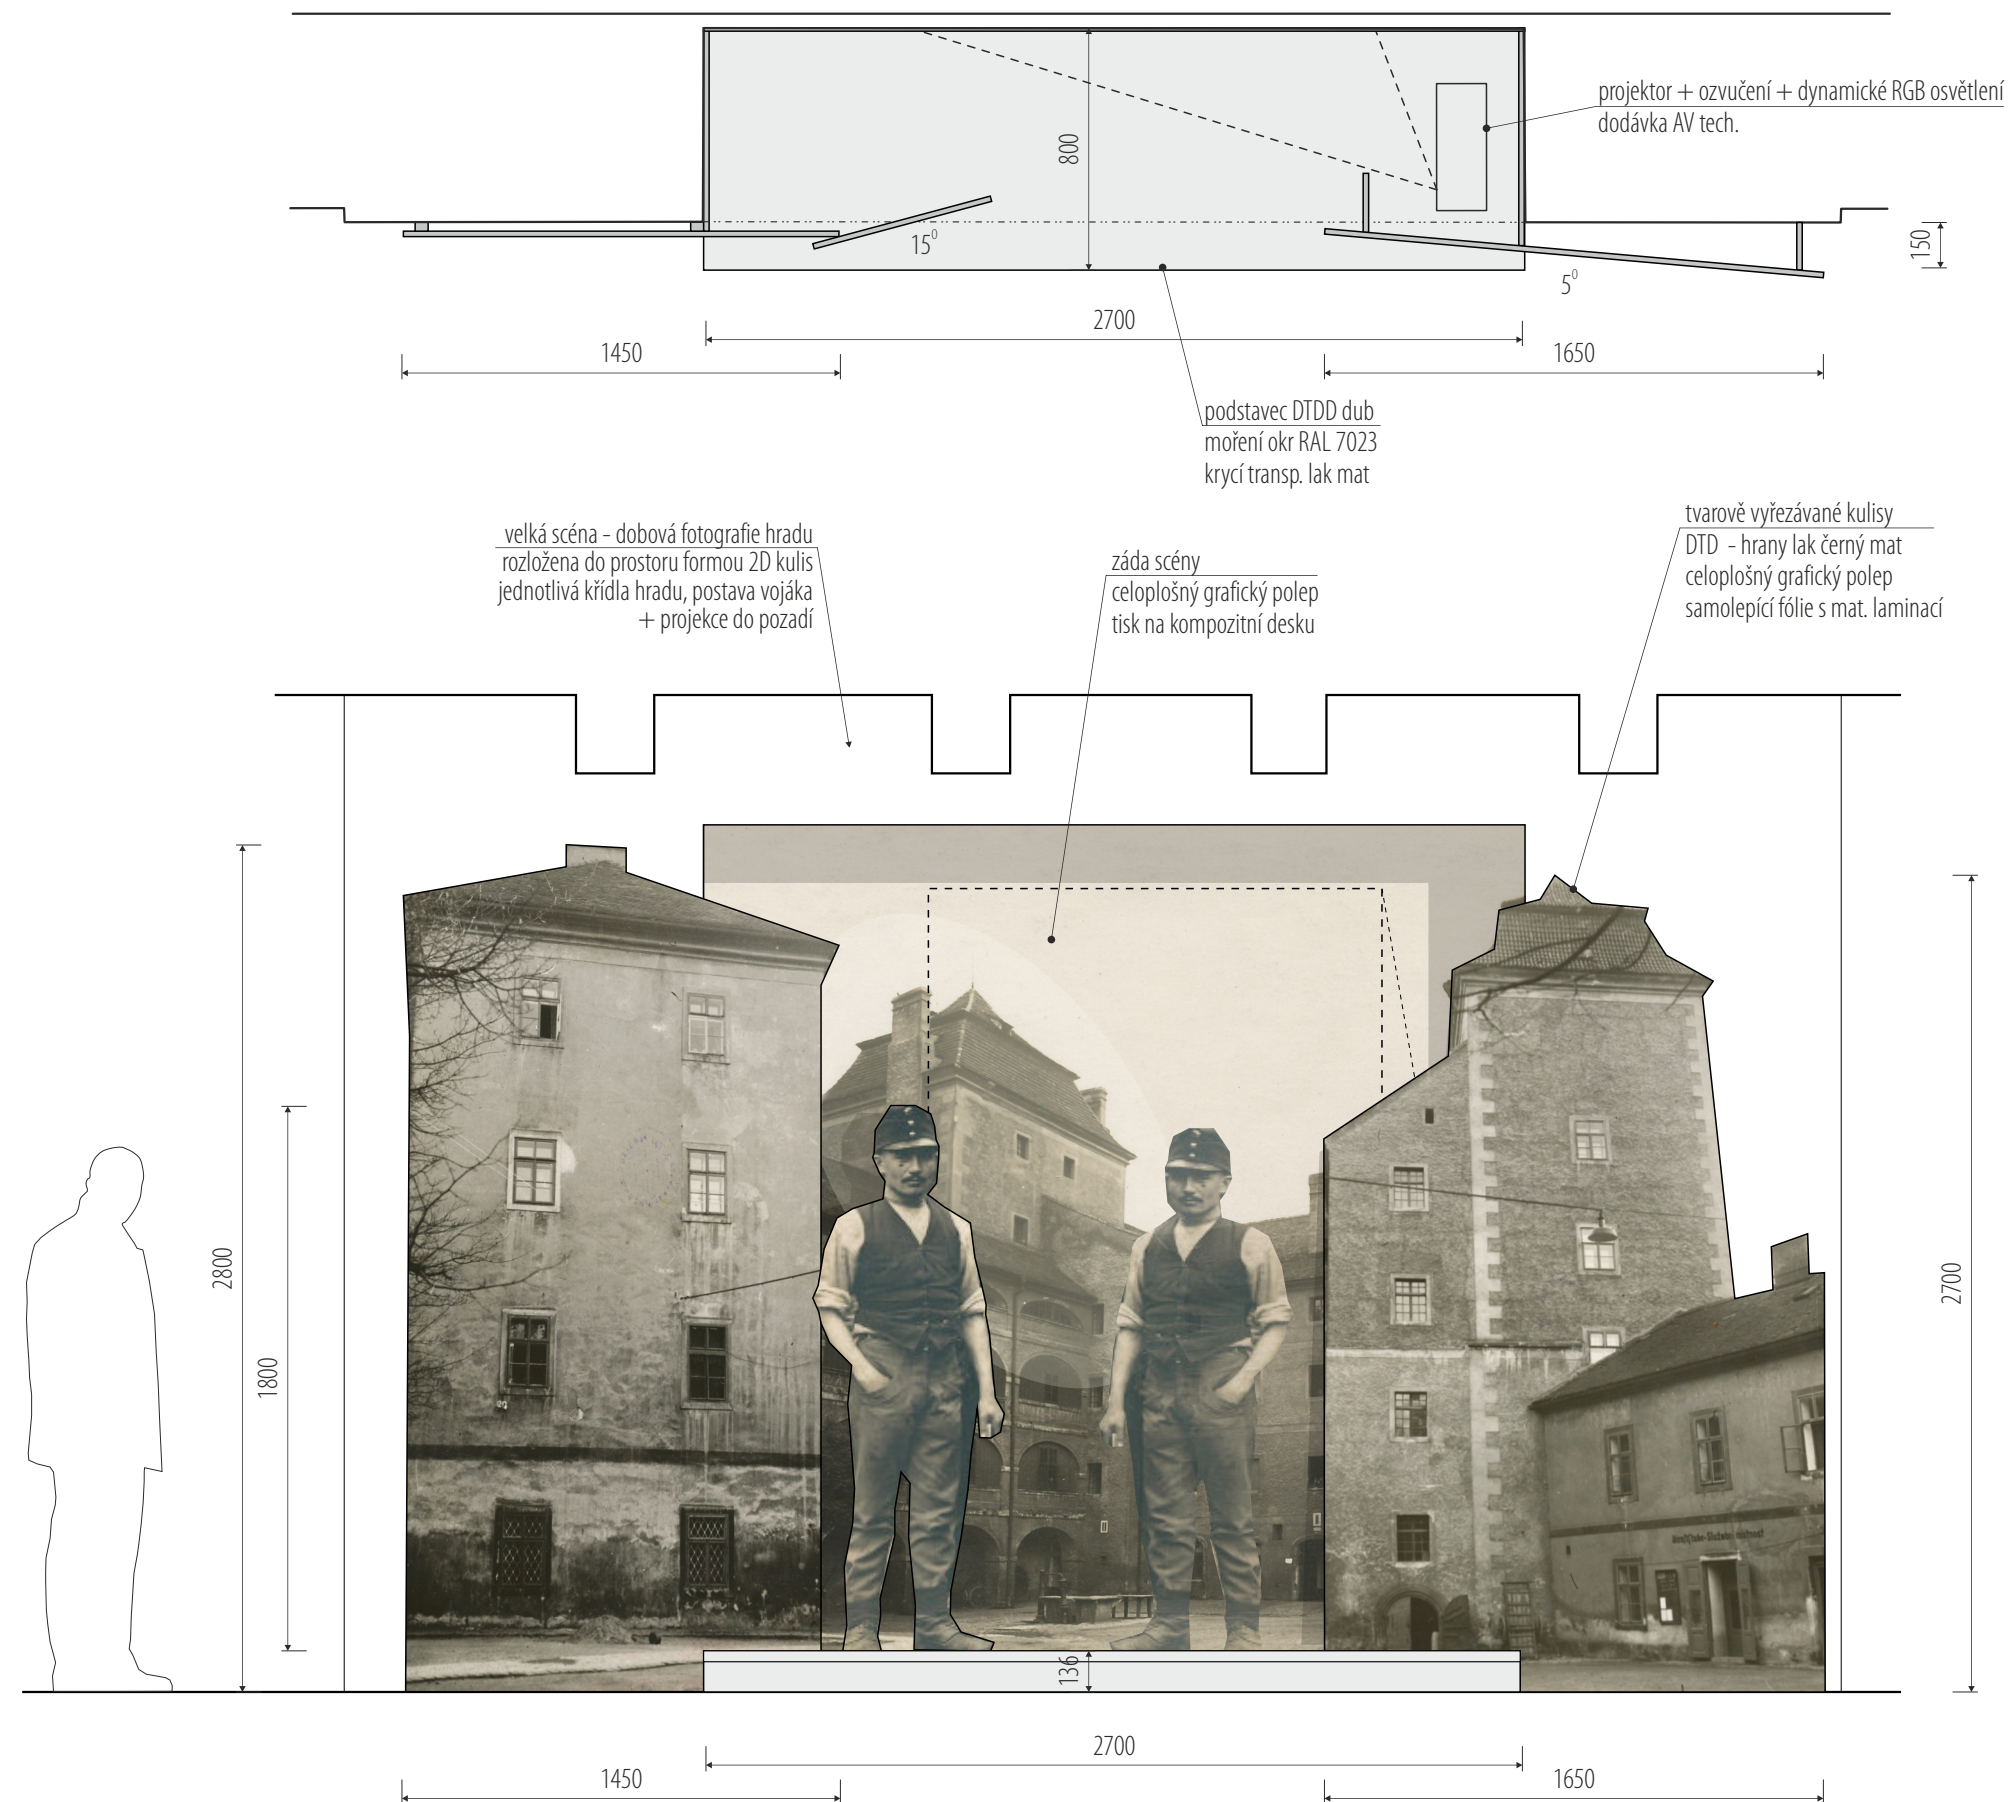 projektor + ozvučení + dynamické RGB osvětlení
dodávka AV tech.
800
15⁰
150
5⁰
2700
1450
1650
podstavec DTDD dub
moření okr RAL 7023
krycí transp. lak mat
velká scéna - dobová fotografie hradu
rozložena do prostoru formou 2D kulis
jednotlivá křídla hradu, postava vojáka
+ projekce do pozadí
záda scény
celoplošný grafický polep
tisk na kompozitní desku
tvarově vyřezávané kulisy
DTD - hrany lak černý mat
celoplošný grafický polep
samolepící fólie s mat. laminací
2800
1800
2700
136
2700
1450
1650